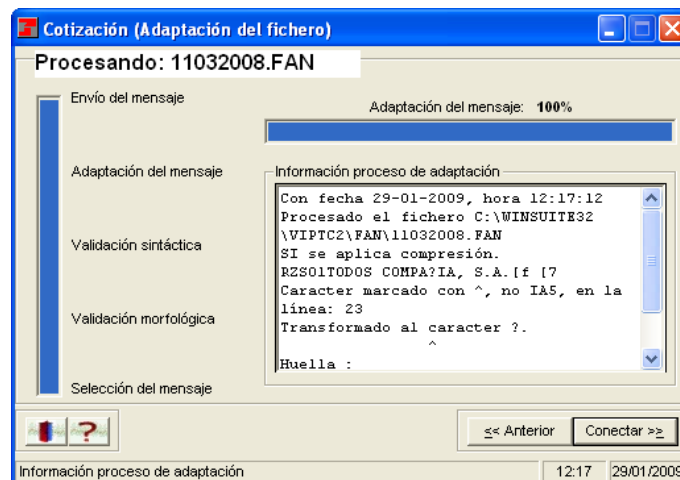 Cotización (Adaptación del fichero)
Procesando: 11032008.FAN
Envío del mensaje
Adaptación del mensaje: 100%
Adaptación del mensaje
Información proceso de adaptación
Con fecha 29-01-2009, hora 12:17:12
Procesado el fichero C:\WINSUITE32
\VIPTC2\FAN\11032008.FAN
SI se aplica compresión.
RZS01TODOS COMPA?IA, S.A.[f [7
Caracter marcado con ^, no IA5, en la
línea: 23
Transformado al caracter ?.
^
Huella :
Validación sintáctica
Validación morfológica
Selección del mensaje
<< Anterior
Conectar >>
Información proceso de adaptación
12:17
29/01/2009